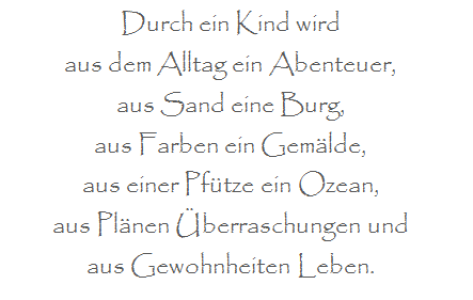 Durch ein Kind wird
aus dem Alltag ein Abenteuer,
aus Sand eine Burg,
aus Farben ein Gemälde,
aus einer Pfütze ein Ozean,
aus Plänen Überraschungen und
aus Gewohnheiten Leben.